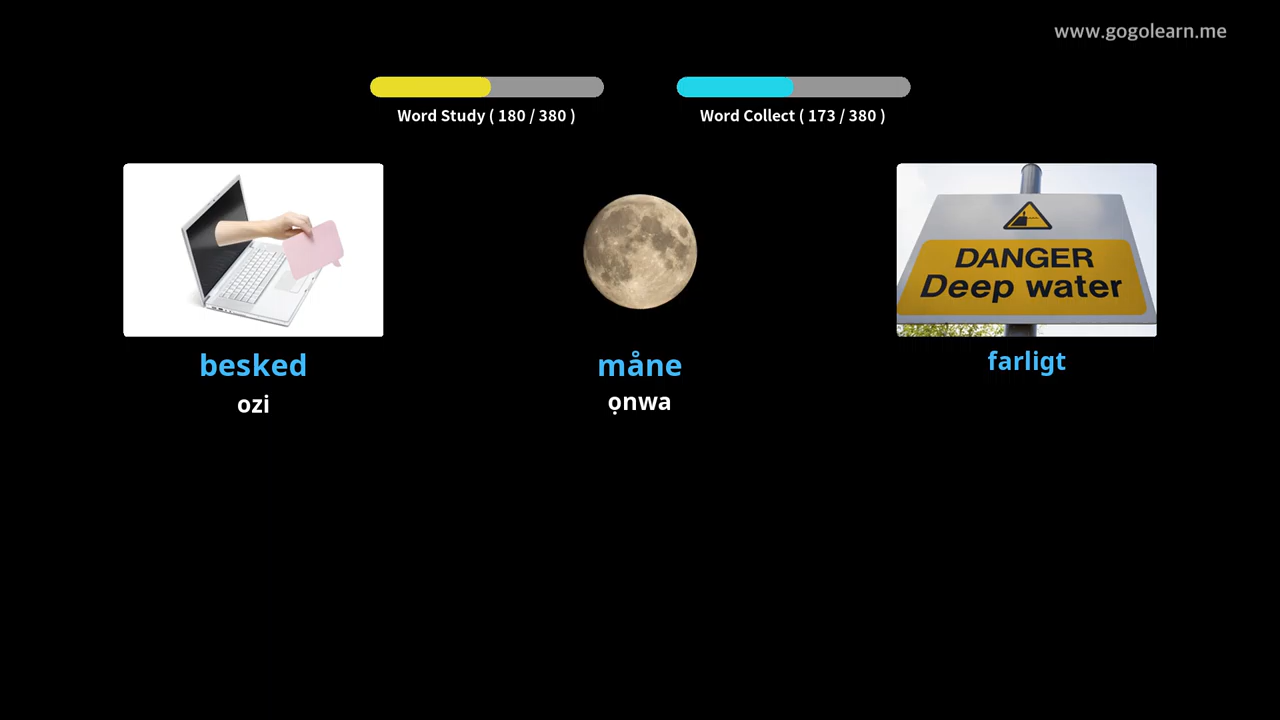 www.gogolearn.me
Word Study ( 180 / 380 )
Word Collect ( 173 / 380 )
DANGER
Deep water
besked
måne
farligt
ozi
ọnwa